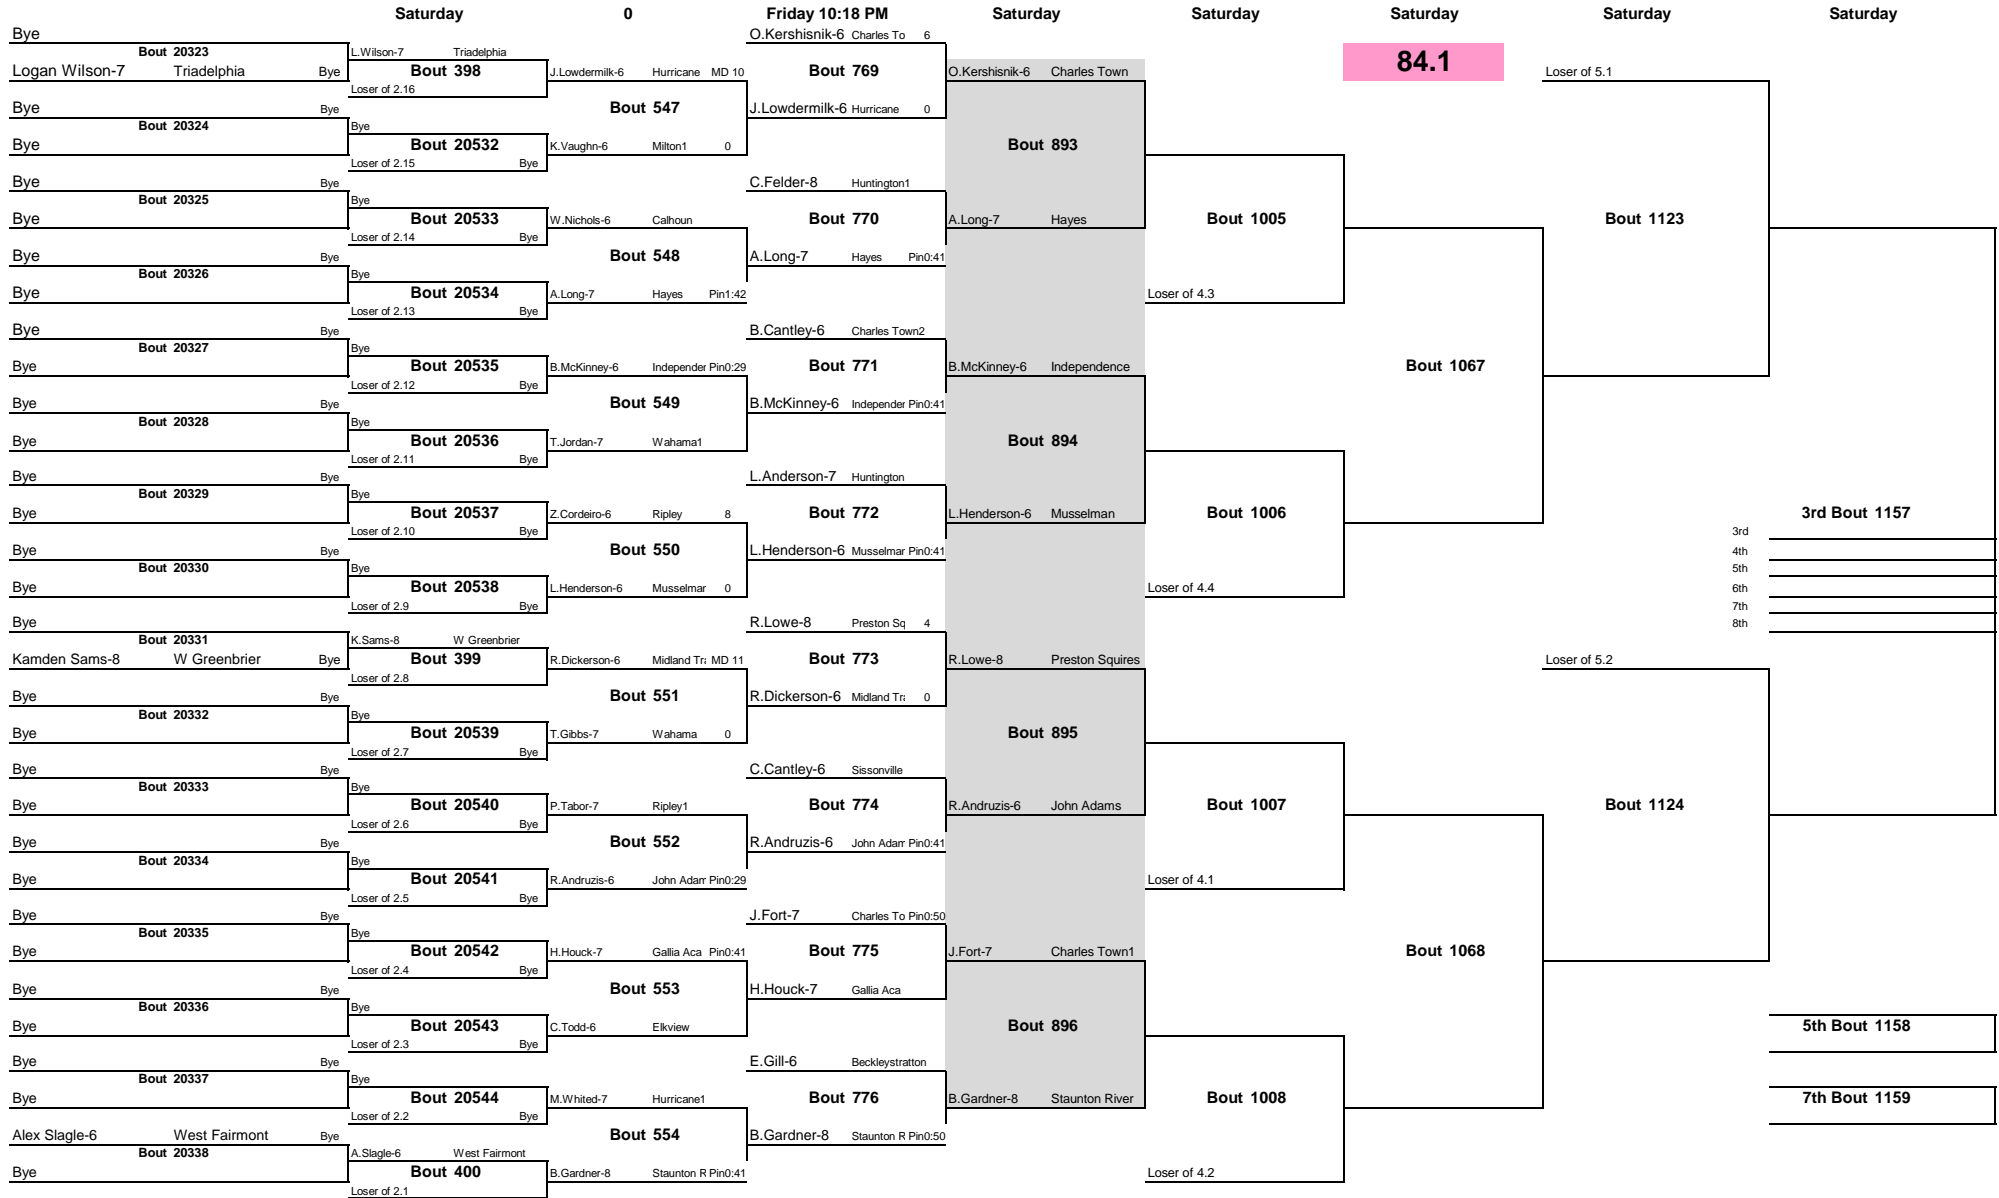 Saturday 0 Friday 10:18 PM Saturday Saturday Saturday Saturday Saturday
84.1
Bye
Bout 20323
Logan Wilson-7 Triadelphia Bye
Bye Bye
Bout 20324
Bye
Bye Bye
Bout 20325
Bye
Bye Bye
Bout 20326
Bye
Bye Bye
Bout 20327
Bye
Bye Bye
Bout 20328
Bye
Bye Bye
Bout 20329
Bye
Bye Bye
Bout 20330
Bye
Bye
Bout 20331
Kamden Sams-8 W Greenbrier Bye
Bye Bye
Bout 20332
Bye
Bye Bye
Bout 20333
Bye
Bye Bye
Bout 20334
Bye
Bye Bye
Bout 20335
Bye
Bye Bye
Bout 20336
Bye
Bye Bye
Bout 20337
Bye
Alex Slagle-6 West Fairmont Bye
Bout 20338
Bye
L.Wilson-7 Triadelphia
Bout 398
Loser of 2.16
Bye
Bout 20532
Loser of 2.15 Bye
Bye
Bout 20533
Loser of 2.14 Bye
Bye
Bout 20534
Loser of 2.13 Bye
Bye
Bout 20535
Loser of 2.12 Bye
Bye
Bout 20536
Loser of 2.11 Bye
Bye
Bout 20537
Loser of 2.10 Bye
Bye
Bout 20538
Loser of 2.9 Bye
K.Sams-8 W Greenbrier
Bout 399
Loser of 2.8
Bye
Bout 20539
Loser of 2.7 Bye
Bye
Bout 20540
Loser of 2.6 Bye
Bye
Bout 20541
Loser of 2.5 Bye
Bye
Bout 20542
Loser of 2.4 Bye
Bye
Bout 20543
Loser of 2.3 Bye
Bye
Bout 20544
Loser of 2.2 Bye
A.Slagle-6 West Fairmont
Bout 400
Loser of 2.1
J.Lowdermilk-6 Hurricane MD 10
Bout 547
K.Vaughn-6 Milton1 0
W.Nichols-6 Calhoun
Bout 548
A.Long-7 Hayes Pin1:42
B.McKinney-6 Independer Pin0:29
Bout 549
T.Jordan-7 Wahama1
Z.Cordeiro-6 Ripley 8
Bout 550
L.Henderson-6 Musselmar 0
R.Dickerson-6 Midland Tra MD 11
Bout 551
T.Gibbs-7 Wahama 0
P.Tabor-7 Ripley1
Bout 552
R.Andruzis-6 John Adam Pin0:29
H.Houck-7 Gallia Aca Pin0:41
Bout 553
C.Todd-6 Elkview
M.Whited-7 Hurricane1
Bout 554
B.Gardner-8 Staunton R Pin0:41
O.Kershisnik-6 Charles To 6
Bout 769
J.Lowdermilk-6 Hurricane 0
C.Felder-8 Huntington1
Bout 770
A.Long-7 Hayes Pin0:41
B.Cantley-6 Charles Town2
Bout 771
B.McKinney-6 Independer Pin0:41
L.Anderson-7 Huntington
Bout 772
L.Henderson-6 Musselmar Pin0:41
R.Lowe-8 Preston Sq 4
Bout 773
R.Dickerson-6 Midland Tra 0
C.Cantley-6 Sissonville
Bout 774
R.Andruzis-6 John Adam Pin0:41
J.Fort-7 Charles To Pin0:50
Bout 775
H.Houck-7 Gallia Aca
E.Gill-6 Beckleystratton
Bout 776
B.Gardner-8 Staunton R Pin0:50
O.Kershisnik-6 Charles Town
Bout 893
A.Long-7 Hayes
B.McKinney-6 Independence
Bout 894
L.Henderson-6 Musselman
R.Lowe-8 Preston Squires
Bout 895
R.Andruzis-6 John Adams
J.Fort-7 Charles Town1
Bout 896
B.Gardner-8 Staunton River
Bout 1005
Loser of 4.3
Bout 1006
Loser of 4.4
Bout 1007
Loser of 4.1
Bout 1008
Loser of 4.2
Bout 1067
Bout 1068
Loser of 5.1
Bout 1123
Loser of 5.2
Bout 1124
3rd Bout 1157
3rd
4th
5th
6th
7th
8th
5th Bout 1158
7th Bout 1159